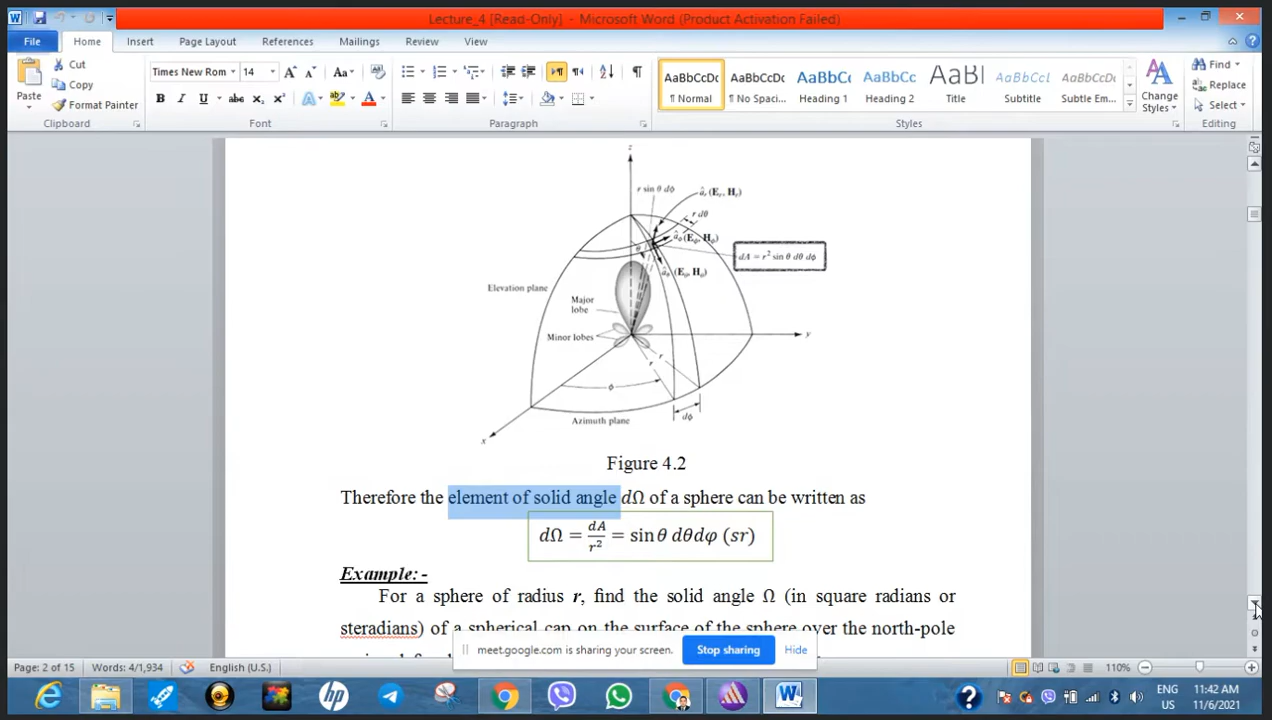 Lecture_4 [Read-Only] - Microsoft Word (Product Activation Failed)
File Home Insert Page Layout References Mailings Review View
Paste
Cut
Copy
Format Painter
Clipboard
Times New Rom 14
B I U abc X₂ X² A
Font
Paragraph
AaBbCcDc AaBbCcDc AaBbC‹ AaBbCc AaBl AaBbCcI AaBbCcDc
¶ Normal ¶ No Spaci... Heading 1 Heading 2 Title Subtitle Subtle Em...
Styles
Change Styles
Find
Replace
Select
Editing
z
r sin θ dϕ
âr (Er, Hr)
r dθ
dA = r² sin θ dθ dϕ
Elevation plane
Major lobe
Minor lobes
θ
y
r
r
ϕ
dϕ
Azimuth plane
x
Figure 4.2
Therefore the element of solid angle dΩ of a sphere can be written as
dΩ = dA/r² = sin θ dθdφ (sr)
Example:-
For a sphere of radius r, find the solid angle Ω (in square radians or
steradians) of a spherical cap on the surface of the sphere over the north-pole
meet.google.com is sharing your screen. Stop sharing Hide
Page: 2 of 15 Words: 4/1,934 English (U.S.) 110%
ENG 11:42 AM
US 11/6/2021